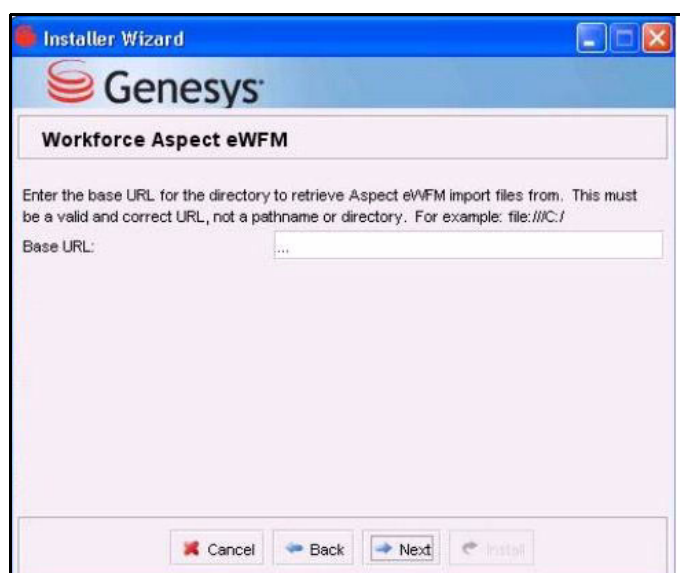 Installer Wizard
Genesys
Workforce Aspect eWFM
Enter the base URL for the directory to retrieve Aspect eWFM import files from. This must
be a valid and correct URL, not a pathname or directory. For example: file:///C:/
Base URL:
...
Cancel
Back
Next
Install